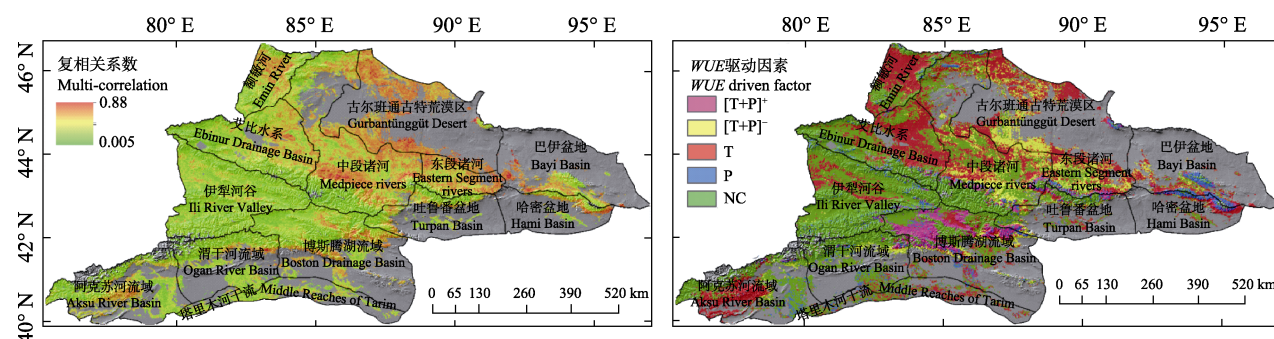 80° E 85° E 90° E 95° E
46° N
44° N
42° N
40° N
复相关系数
Multi-correlation
0.88
0.005
额敏河
Emin River
古尔班通古特荒漠区
Gurbantünggüt Desert
艾比水系
Ebinur Drainage Basin
中段诸河
Medpiece rivers
东段诸河
Eastern Segment
rivers
巴伊盆地
Bayi Basin
伊犁河谷
Ili River Valley
吐鲁番盆地
Turpan Basin
哈密盆地
Hami Basin
渭干河流域
Ogan River Basin
博斯腾湖流域
Boston Drainage Basin
阿克苏河流域
Aksu River Basin
塔里木河干流 Middle Reaches of Tarim
0 65 130 260 390 520 km
80° E 85° E 90° E 95° E
WUE驱动因素
WUE driven factor
[T+P]⁺
[T+P]⁻
T
P
NC
额敏河
Emin River
古尔班通古特荒漠区
Gurbantünggüt Desert
艾比水系
Ebinur Drainage Basin
中段诸河
Medpiece rivers
东段诸河
Eastern Segment
rivers
巴伊盆地
Bayi Basin
伊犁河谷
Ili River Valley
吐鲁番盆地
Turpan Basin
哈密盆地
Hami Basin
渭干河流域
Ogan River Basin
博斯腾湖流域
Boston Drainage Basin
阿克苏河流域
Aksu River Basin
塔里木河干流 Middle Reaches of Tarim
0 65 130 260 390 520 km